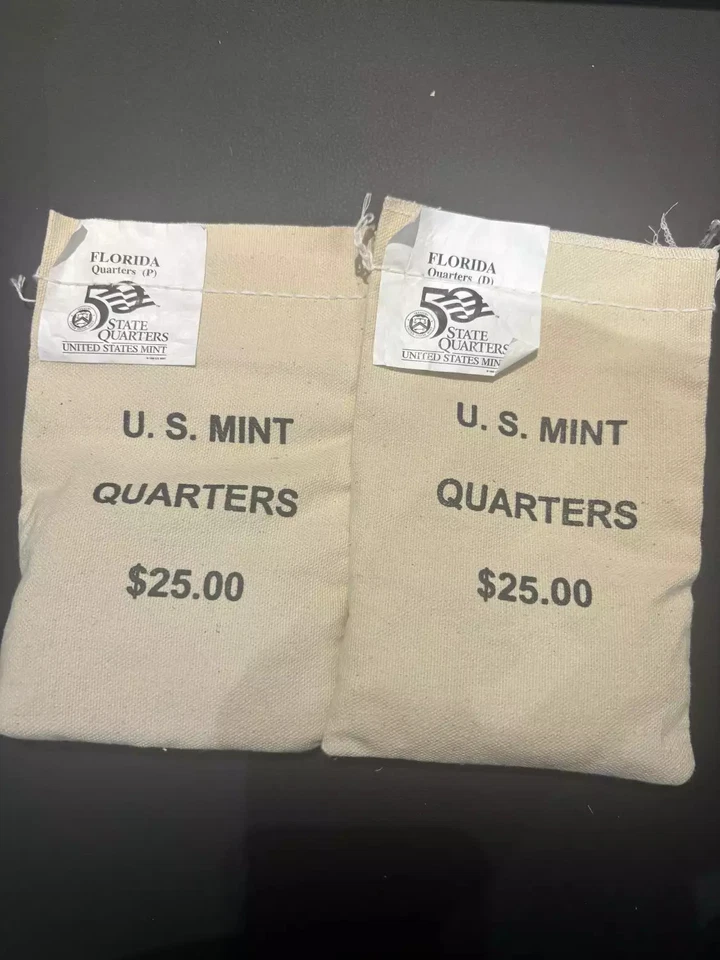 FLORIDA
Quarters (P)
50
STATE
QUARTERS
UNITED STATES MINT
U. S. MINT
QUARTERS
$25.00
FLORIDA
Quarters (D)
50
STATE
QUARTERS
UNITED STATES MIN
U. S. MINT
QUARTERS
$25.00